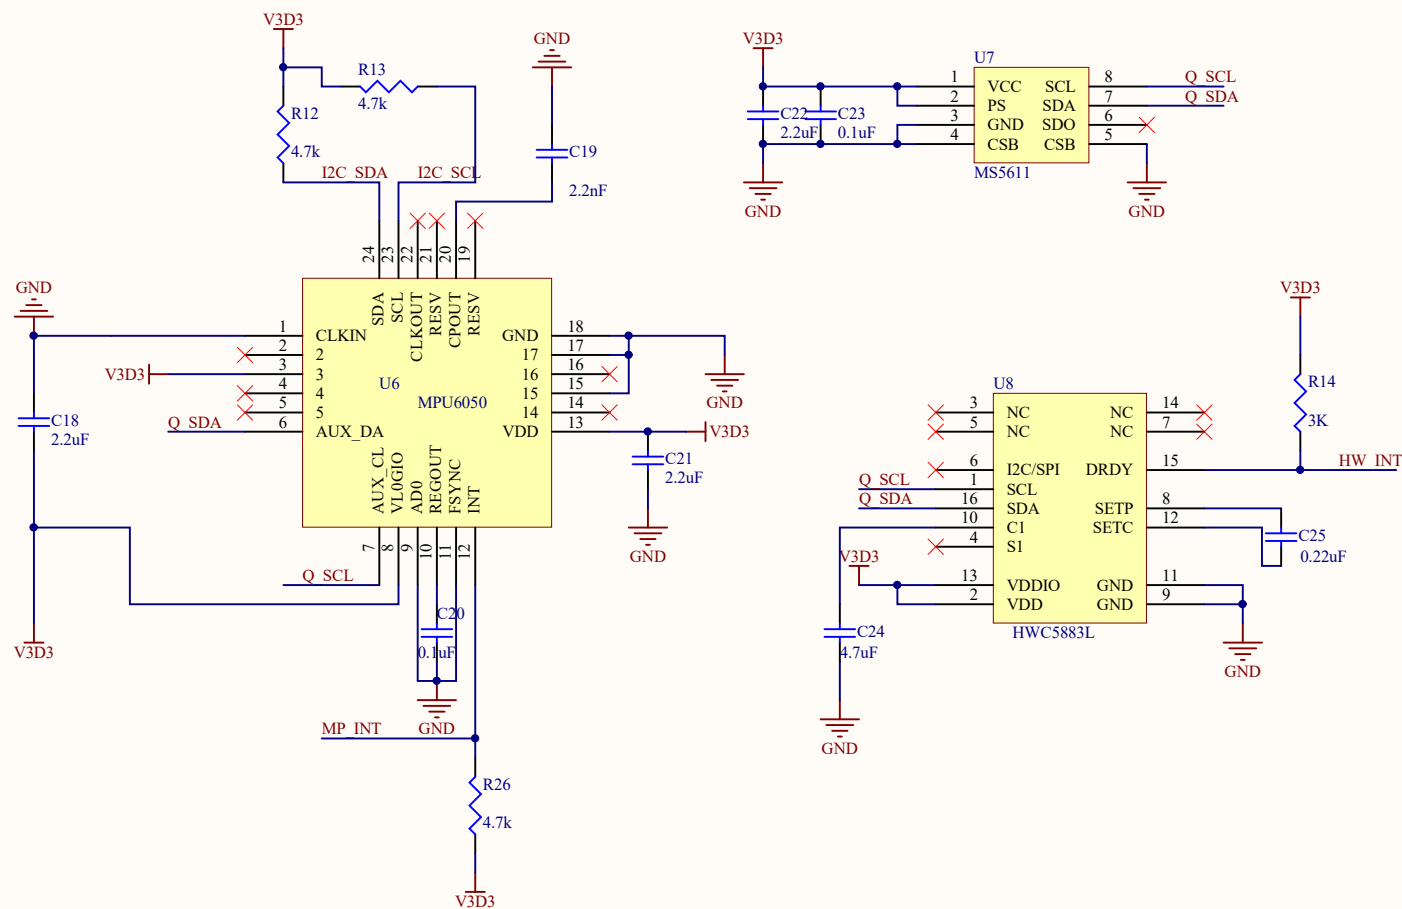 V3D3
R13
4.7k
R12
4.7k
I2C_SDA
I2C_SCL
GND
C19
2.2nF
24
23
22
21
20
19
SDA
SCL
CLKOUT
RESV
CPOUT
RESV
GND
1
CLKIN
2
2
V3D3
3
3
4
4
5
5
Q_SDA
6
AUX_DA
U6
MPU6050
GND
18
17
17
16
16
15
15
14
14
VDD
13
GND
V3D3
C21
2.2uF
GND
C18
2.2uF
V3D3
AUX_CL
VL0GIO
AD0
REGOUT
FSYNC
INT
7
8
9
10
11
12
Q_SCL
C20
0.1uF
GND
MP_INT
R26
4.7k
V3D3
V3D3
C22
2.2uF
C23
0.1uF
GND
U7
1
VCC
2
PS
3
GND
4
CSB
SCL
8
Q_SCL
SDA
7
Q_SDA
SDO
6
CSB
5
MS5611
GND
V3D3
R14
3K
HW_INT
U8
3
NC
5
NC
6
I2C/SPI
Q_SCL
1
SCL
Q_SDA
16
SDA
10
C1
4
S1
V3D3
13
VDDIO
2
VDD
NC
14
NC
7
DRDY
15
SETP
8
SETC
12
GND
11
GND
9
HWC5883L
C25
0.22uF
GND
C24
4.7uF
GND